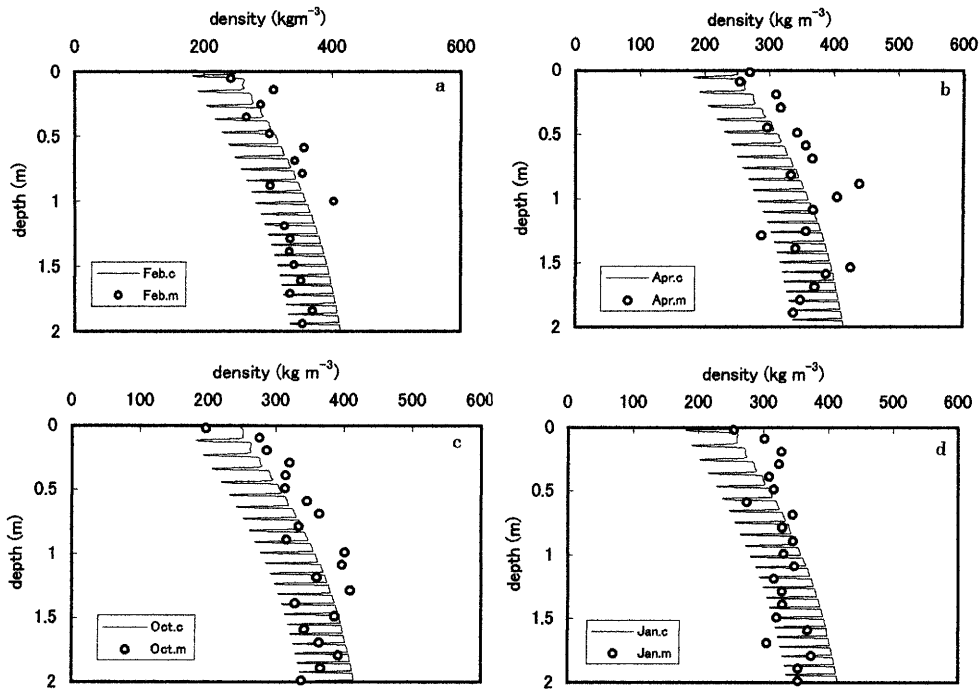 density (kgm⁻³)
0 200 400 600
0
0.5
1
1.5
2
depth (m)
a
Feb.c
Feb.m
density (kg m⁻³)
0 100 200 300 400 500 600
0
0.5
1
1.5
2
depth (m)
b
Apr.c
Apr.m
density (kg m⁻³)
0 100 200 300 400 500 600
0
0.5
1
1.5
2
depth (m)
c
Oct.c
Oct.m
density (kg m⁻³)
0 100 200 300 400 500 600
0
0.5
1
1.5
2
depth (m)
d
Jan.c
Jan.m